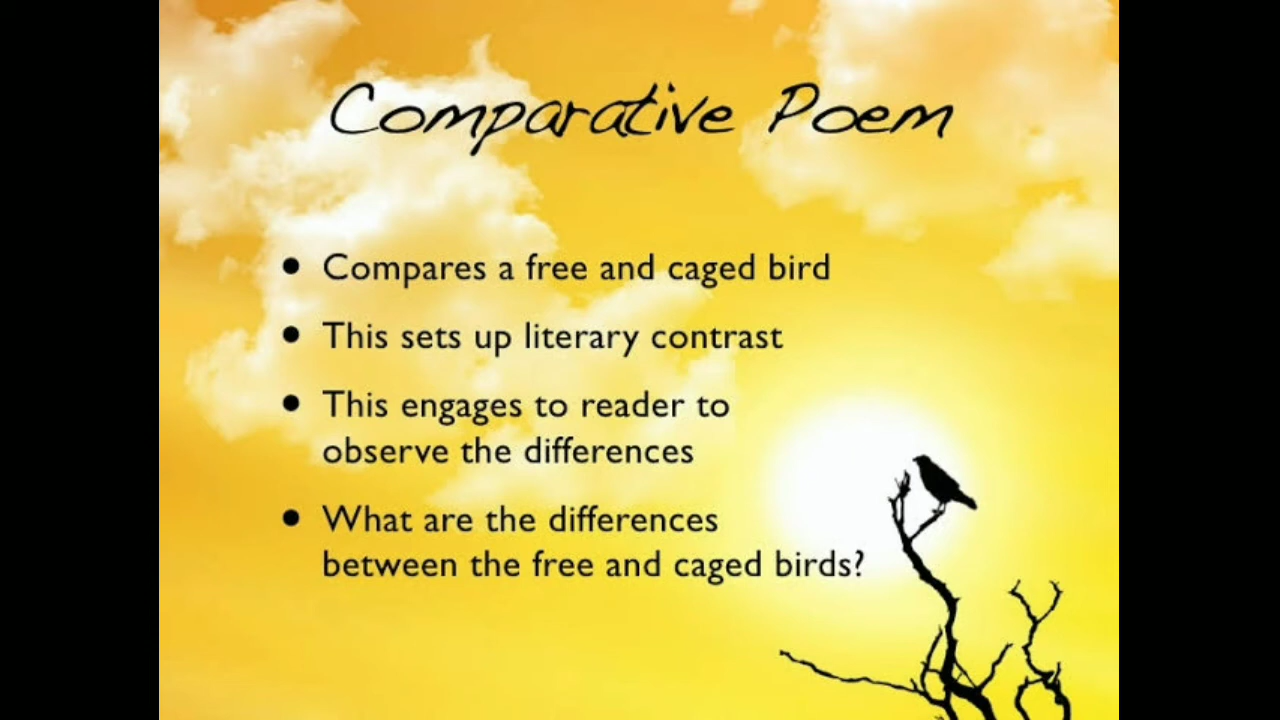 Comparative Poem
• Compares a free and caged bird
• This sets up literary contrast
• This engages to reader to
observe the differences
• What are the differences
between the free and caged birds?